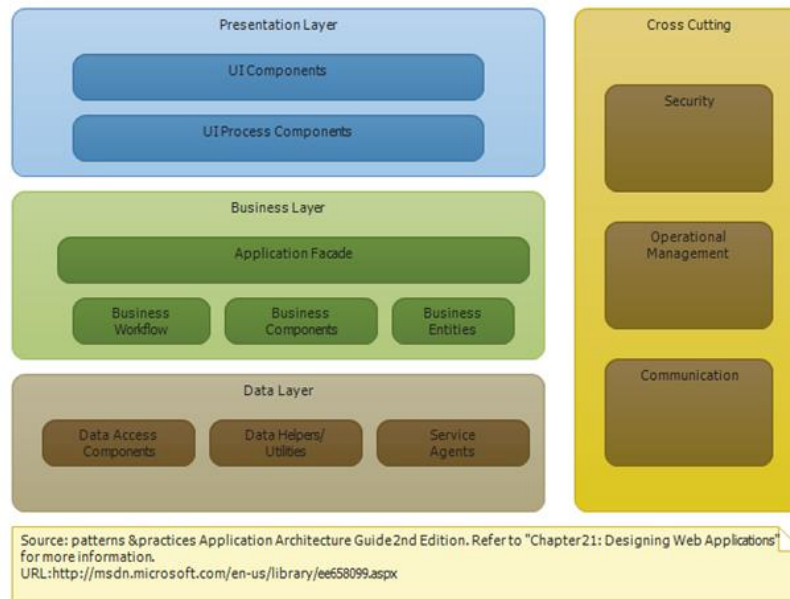 Presentation Layer
UI Components
UI Process Components
Business Layer
Application Facade
Business
Workflow
Business
Components
Business
Entities
Data Layer
Data Access
Components
Data Helpers/
Utilities
Service
Agents
Cross Cutting
Security
Operational
Management
Communication
Source: patterns & practices Application Architecture Guide 2nd Edition. Refer to "Chapter 21: Designing Web Applications"
for more information.
URL:http://msdn.microsoft.com/en-us/library/ee658099.aspx